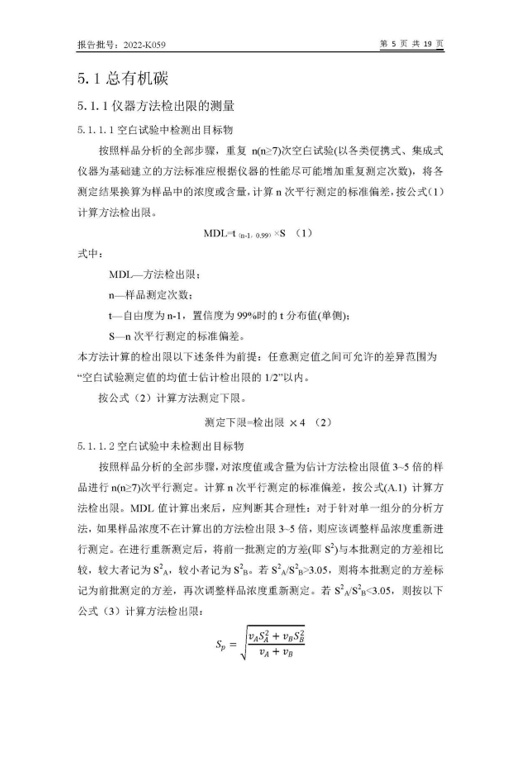 报告批号：2022-K059
第 5 页 共 19 页
5.1 总有机碳
5.1.1 仪器方法检出限的测量
5.1.1.1 空白试验中检测出目标物
按照样品分析的全部步骤，重复 n(n≥7)次空白试验(以各类便携式、集成式
仪器为基础建立的方法标准应根据仪器的性能尽可能增加重复测定次数)，将各
测定结果换算为样品中的浓度或含量,计算 n 次平行测定的标准偏差,按公式（1）
计算方法检出限。
MDL=t (n-1，0.99) ×S （1）
式中：
MDL—方法检出限；
n—样品测定次数；
t—自由度为 n-1，置信度为 99%时的 t 分布值(单侧)；
S—n 次平行测定的标准偏差。
本方法计算的检出限以下述条件为前提：任意测定值之间可允许的差异范围为
“空白试验测定值的均值±估计检出限的 1/2”以内。
按公式（2）计算方法测定下限。
测定下限=检出限 ×4 （2）
5.1.1.2 空白试验中未检测出目标物
按照样品分析的全部步骤,对浓度值或含量为估计方法检出限值 3~5 倍的样
品进行 n(n≥7)次平行测定。计算 n 次平行测定的标准偏差，按公式(A.1) 计算方
法检出限。MDL 值计算出来后，应判断其合理性：对于针对单一组分的分析方
法，如果样品浓度不在计算出的方法检出限 3~5 倍，则应该调整样品浓度重新进
行测定。在进行重新测定后，将前一批测定的方差(即 S²)与本批测定的方差相比
较，较大者记为 S²A，较小者记为 S²B。若 S²A/S²B>3.05，则将本批测定的方差标
记为前批测定的方差，再次调整样品浓度重新测定。若 S²A/S²B<3.05，则按以下
公式（3）计算方法检出限：
Sp = √((vASA² + vBSB²)/(vA + vB))